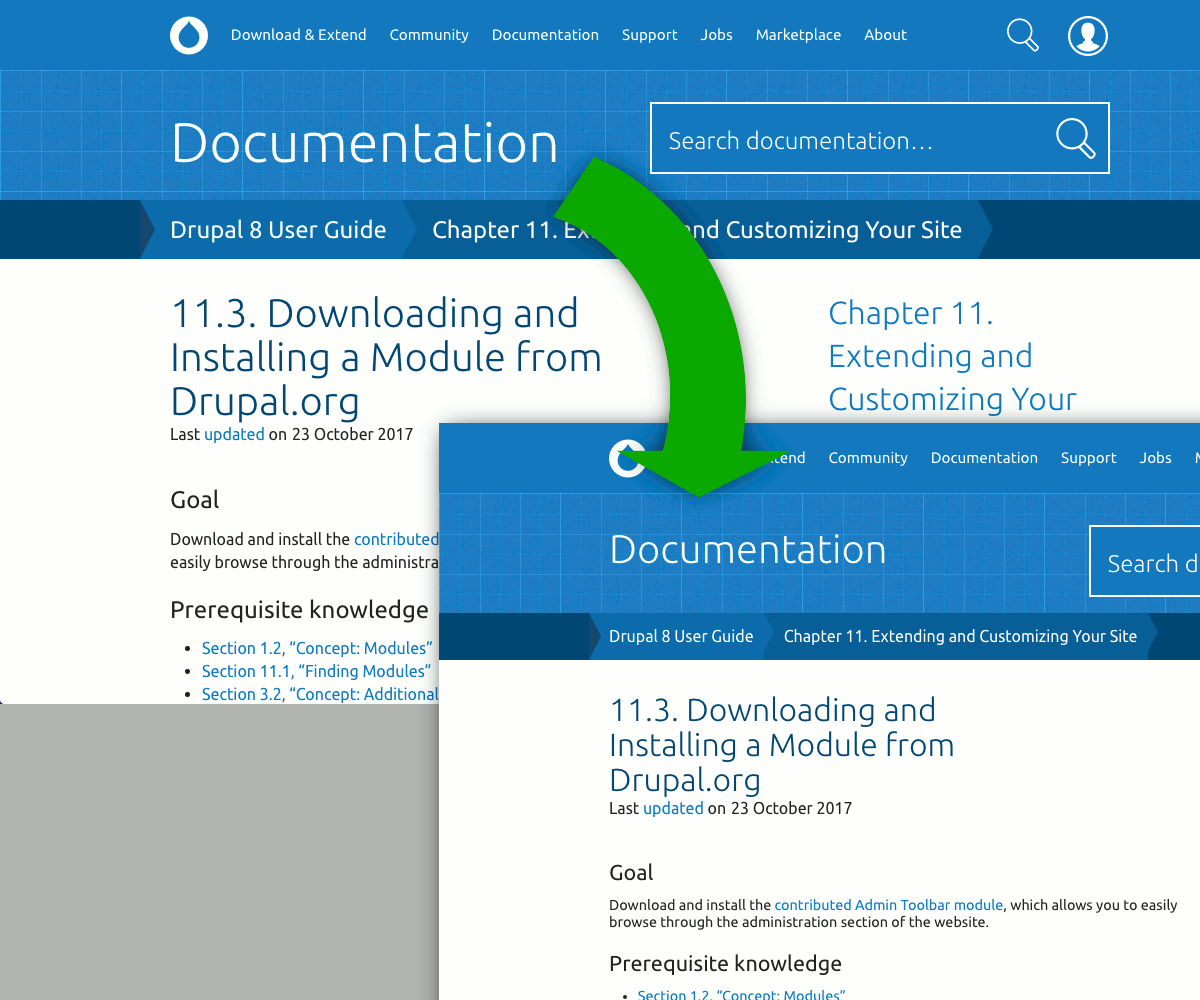 Download & Extend Community Documentation Support Jobs Marketplace About
Documentation
Search documentation…
Drupal 8 User Guide
Chapter 11. Ex nd Customizing Your Site
11.3. Downloading and
Installing a Module from
Drupal.org
Last updated on 23 October 2017
Chapter 11.
Extending and
Customizing Your
Goal
Download and install the contributed
easily browse through the administra
Prerequisite knowledge
Section 1.2, “Concept: Modules”
Section 11.1, “Finding Modules”
Section 3.2, “Concept: Additional
tend Community Documentation Support Jobs
Documentation
Search d
Drupal 8 User Guide
Chapter 11. Extending and Customizing Your Site
11.3. Downloading and
Installing a Module from
Drupal.org
Last updated on 23 October 2017
Goal
Download and install the contributed Admin Toolbar module, which allows you to easily
browse through the administration section of the website.
Prerequisite knowledge
Section 1.2, “Concept: Modules”